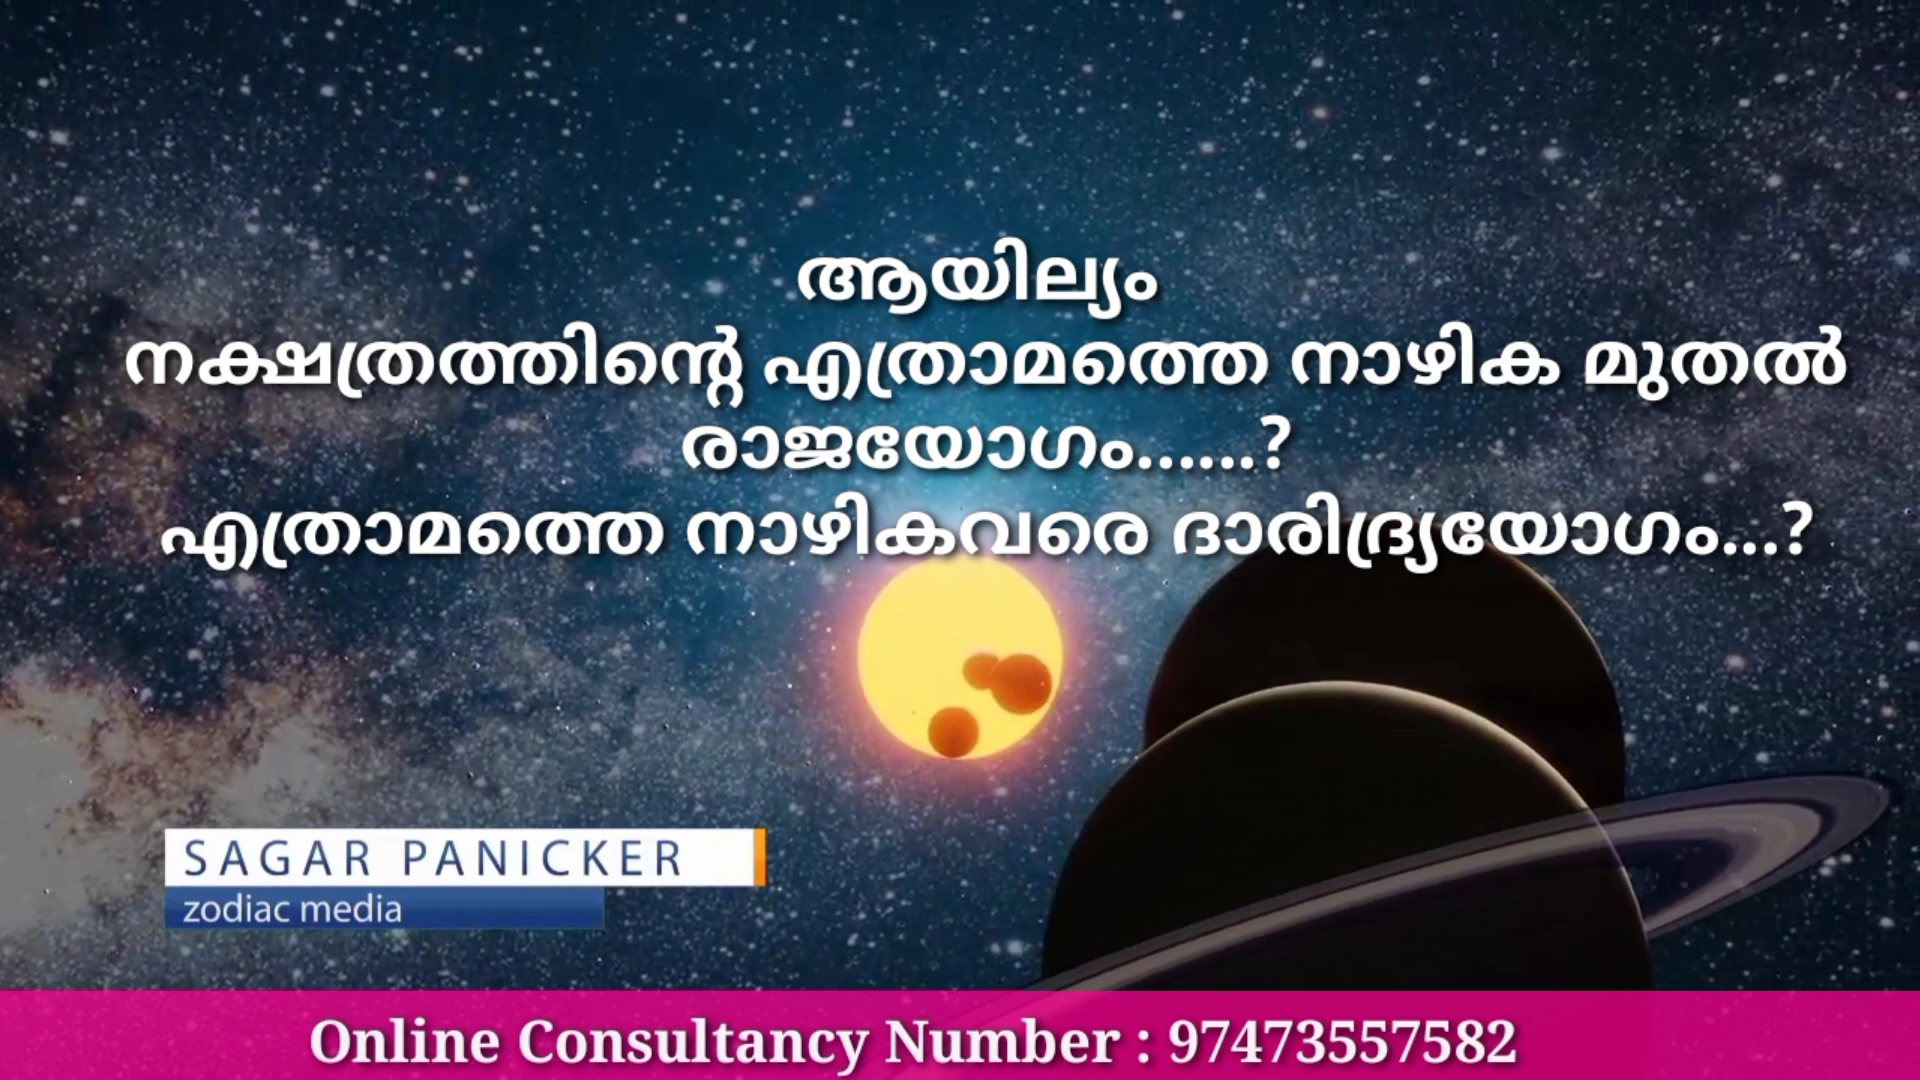 ആയില്യം
നക്ഷത്രത്തിന്റെ എത്രാമത്തെ നാഴിക മുതൽ
രാജയോഗം......?
എത്രാമത്തെ നാഴികവരെ ദാരിദ്ര്യയോഗം...?
SAGAR PANICKER
zodiac media
Online Consultancy Number : 97473557582